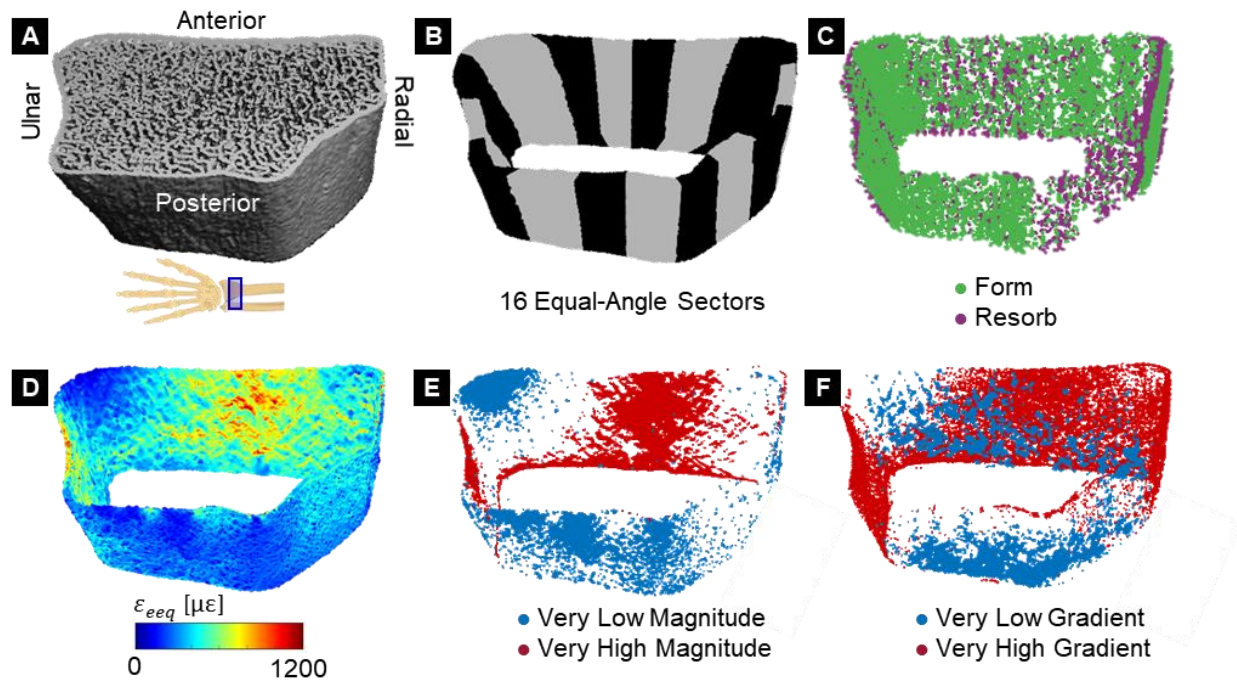 A
Anterior
Ulnar
Radial
Posterior
B
16 Equal-Angle Sectors
C
Form
Resorb
D
εeeq [με]
0
1200
E
Very Low Magnitude
Very High Magnitude
F
Very Low Gradient
Very High Gradient